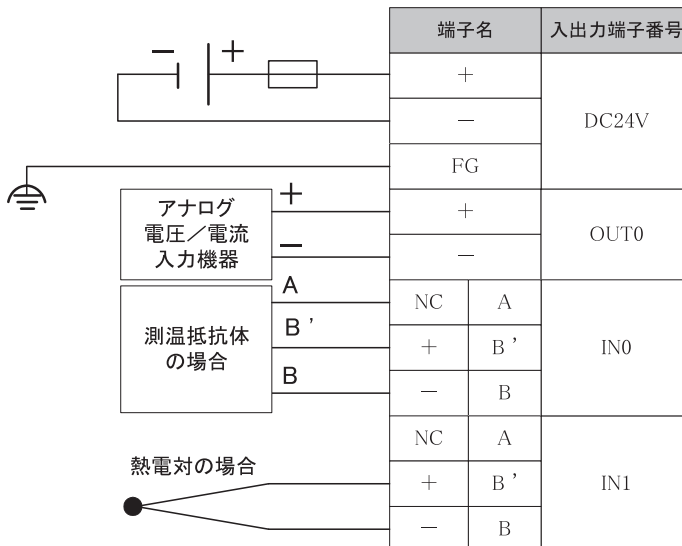 端子名 入出力端子番号
－ ＋ ＋
－ DC24V
FG
アナログ
電圧／電流
入力機器
＋ ＋
－ － OUT0
測温抵抗体
の場合
A NC A
B’ ＋ B’ IN0
B － B
NC A
熱電対の場合 ＋ B’ IN1
－ B